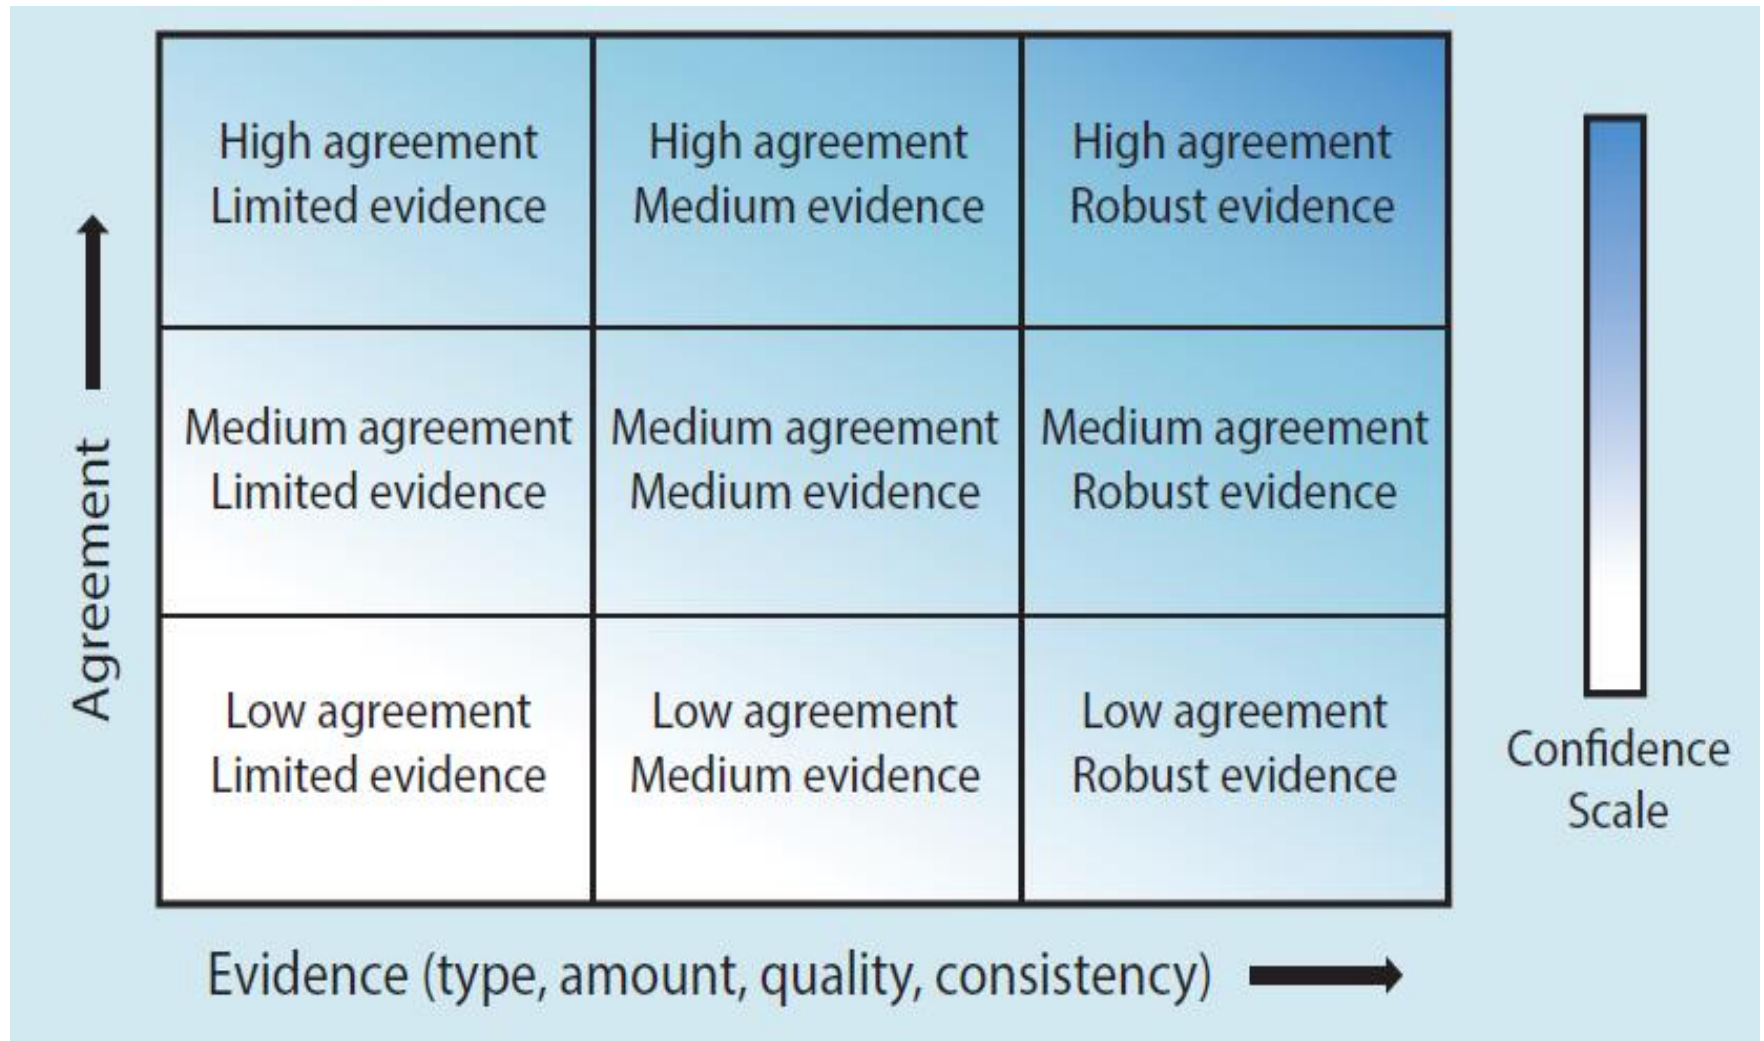 High agreement
Limited evidence
High agreement
Medium evidence
High agreement
Robust evidence
Medium agreement
Limited evidence
Medium agreement
Medium evidence
Medium agreement
Robust evidence
Low agreement
Limited evidence
Low agreement
Medium evidence
Low agreement
Robust evidence
Agreement
Evidence (type, amount, quality, consistency)
Confidence
Scale